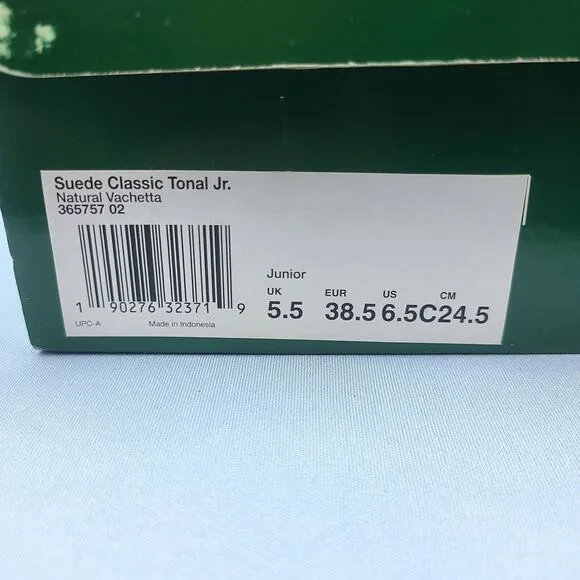 Suede Classic Tonal Jr.
Natural Vachetta
365757 02
1 90276 32371 9
UPC-A Made in Indonesia
Junior
UK EUR US CM
5.5 38.5 6.5C 24.5